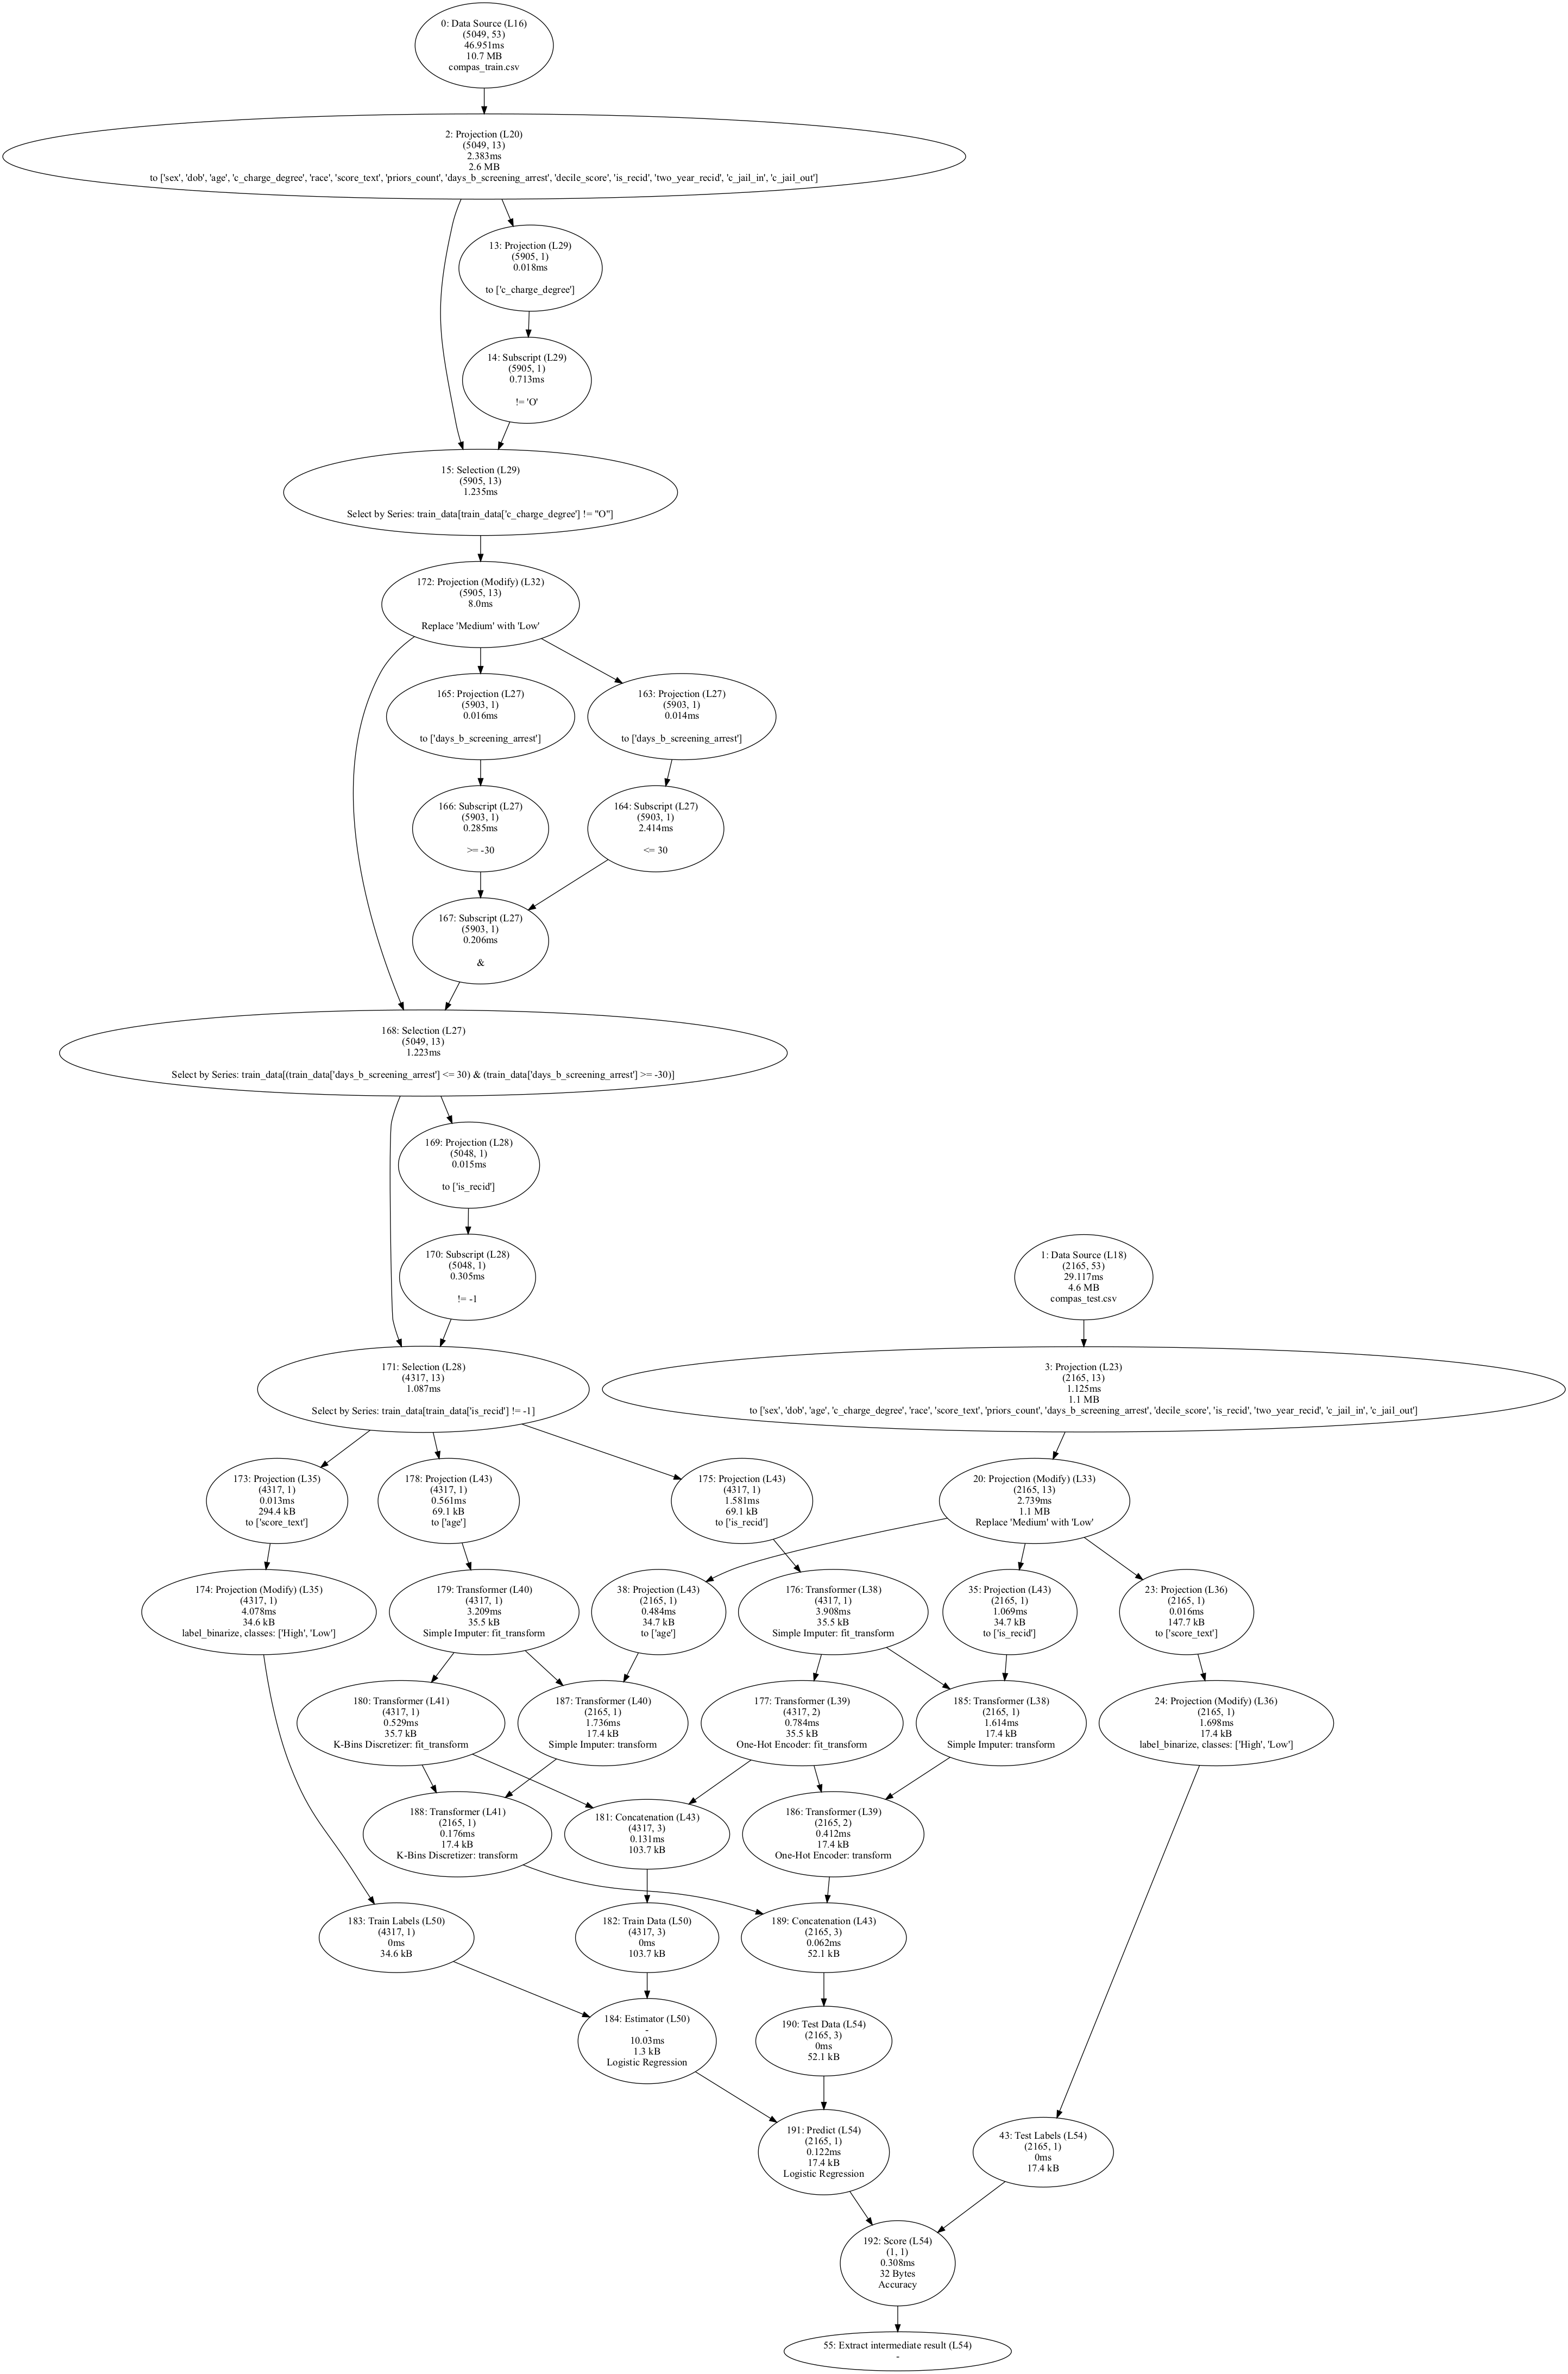 0: Data Source (L16)
(5049, 53)
46.951ms
10.7 MB
compas_train.csv
2: Projection (L20)
(5049, 13)
2.383ms
2.6 MB
to ['sex', 'dob', 'age', 'c_charge_degree', 'race', 'score_text', 'priors_count', 'days_b_screening_arrest', 'decile_score', 'is_recid', 'two_year_recid', 'c_jail_in', 'c_jail_out']
13: Projection (L29)
(5905, 1)
0.018ms
to ['c_charge_degree']
14: Subscript (L29)
(5905, 1)
0.713ms
!= 'O'
15: Selection (L29)
(5905, 13)
1.235ms
Select by Series: train_data[train_data['c_charge_degree'] != "O"]
172: Projection (Modify) (L32)
(5905, 13)
8.0ms
Replace 'Medium' with 'Low'
165: Projection (L27)
(5903, 1)
0.016ms
to ['days_b_screening_arrest']
163: Projection (L27)
(5903, 1)
0.014ms
to ['days_b_screening_arrest']
166: Subscript (L27)
(5903, 1)
0.285ms
>= -30
164: Subscript (L27)
(5903, 1)
2.414ms
<= 30
167: Subscript (L27)
(5903, 1)
0.206ms
&
168: Selection (L27)
(5049, 13)
1.223ms
Select by Series: train_data[(train_data['days_b_screening_arrest'] <= 30) & (train_data['days_b_screening_arrest'] >= -30)]
169: Projection (L28)
(5048, 1)
0.015ms
to ['is_recid']
170: Subscript (L28)
(5048, 1)
0.305ms
!= -1
1: Data Source (L18)
(2165, 53)
29.117ms
4.6 MB
compas_test.csv
171: Selection (L28)
(4317, 13)
1.087ms
Select by Series: train_data[train_data['is_recid'] != -1]
3: Projection (L23)
(2165, 13)
1.125ms
1.1 MB
to ['sex', 'dob', 'age', 'c_charge_degree', 'race', 'score_text', 'priors_count', 'days_b_screening_arrest', 'decile_score', 'is_recid', 'two_year_recid', 'c_jail_in', 'c_jail_out']
173: Projection (L35)
(4317, 1)
0.013ms
294.4 kB
to ['score_text']
178: Projection (L43)
(4317, 1)
0.561ms
69.1 kB
to ['age']
175: Projection (L43)
(4317, 1)
1.581ms
69.1 kB
to ['is_recid']
20: Projection (Modify) (L33)
(2165, 13)
2.739ms
1.1 MB
Replace 'Medium' with 'Low'
174: Projection (Modify) (L35)
(4317, 1)
4.078ms
34.6 kB
label_binarize, classes: ['High', 'Low']
179: Transformer (L40)
(4317, 1)
3.209ms
35.5 kB
Simple Imputer: fit_transform
38: Projection (L43)
(2165, 1)
0.484ms
34.7 kB
to ['age']
176: Transformer (L38)
(4317, 1)
3.908ms
35.5 kB
Simple Imputer: fit_transform
35: Projection (L43)
(2165, 1)
1.069ms
34.7 kB
to ['is_recid']
23: Projection (L36)
(2165, 1)
0.016ms
147.7 kB
to ['score_text']
180: Transformer (L41)
(4317, 1)
0.529ms
35.7 kB
K-Bins Discretizer: fit_transform
187: Transformer (L40)
(2165, 1)
1.736ms
17.4 kB
Simple Imputer: transform
177: Transformer (L39)
(4317, 2)
0.784ms
35.5 kB
One-Hot Encoder: fit_transform
185: Transformer (L38)
(2165, 1)
1.614ms
17.4 kB
Simple Imputer: transform
24: Projection (Modify) (L36)
(2165, 1)
1.698ms
17.4 kB
label_binarize, classes: ['High', 'Low']
188: Transformer (L41)
(2165, 1)
0.176ms
17.4 kB
K-Bins Discretizer: transform
181: Concatenation (L43)
(4317, 3)
0.131ms
103.7 kB
186: Transformer (L39)
(2165, 2)
0.412ms
17.4 kB
One-Hot Encoder: transform
183: Train Labels (L50)
(4317, 1)
0ms
34.6 kB
182: Train Data (L50)
(4317, 3)
0ms
103.7 kB
189: Concatenation (L43)
(2165, 3)
0.062ms
52.1 kB
184: Estimator (L50)
-
10.03ms
1.3 kB
Logistic Regression
190: Test Data (L54)
(2165, 3)
0ms
52.1 kB
191: Predict (L54)
(2165, 1)
0.122ms
17.4 kB
Logistic Regression
43: Test Labels (L54)
(2165, 1)
0ms
17.4 kB
192: Score (L54)
(1, 1)
0.308ms
32 Bytes
Accuracy
55: Extract intermediate result (L54)
-